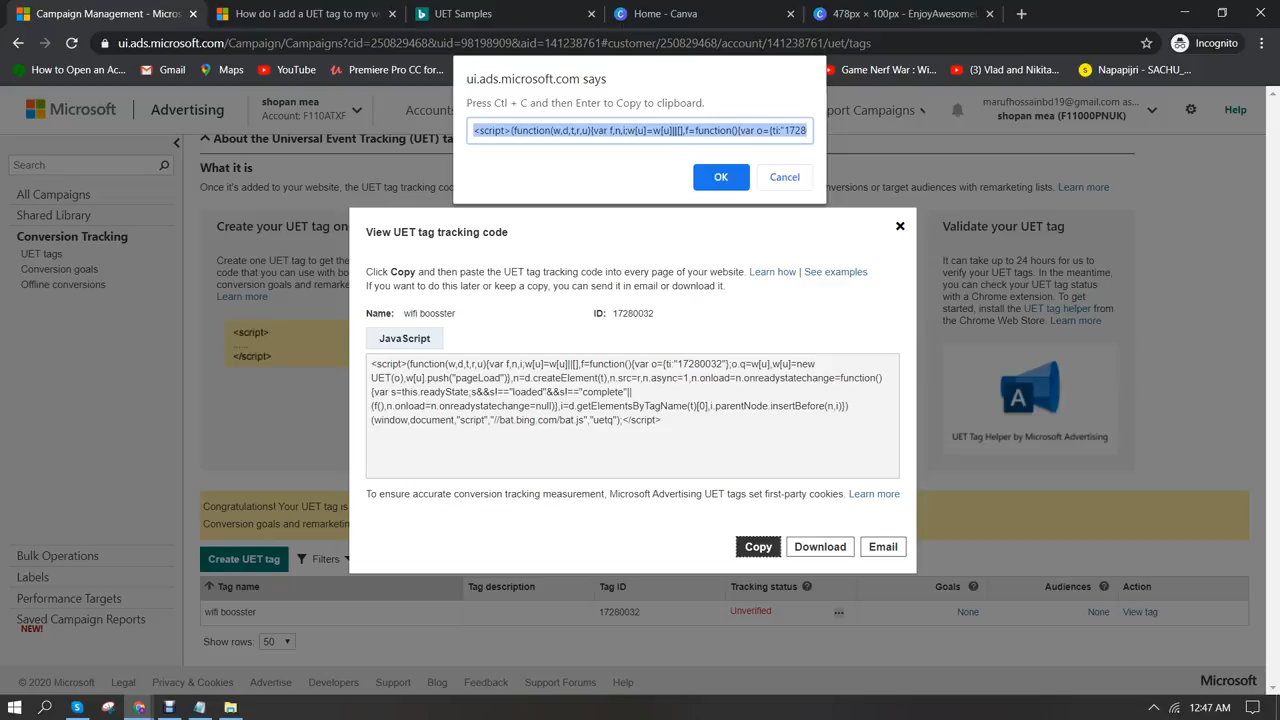 Campaign Management - Microso
How do I add a UET tag to my w
UET Samples
Home - Canva
478px × 100px - EnjoyAwesomel
ui.ads.microsoft.com/Campaign/Campaigns?cid=250829468&uid=98198909&aid=141238761#customer/250829468/account/141238761/uet/tags
Incognito
How to Open an Am...
Gmail
YouTube
Maps
Premiere Pro CC -...
Game Nerf War : Wi...
Vlad and Nikita...
Napapijri - SACHU_...
ui.ads.microsoft.com says
Press Ctl + C and then Enter to Copy to clipboard.
<script>(function(w,d,t,r,u){var f,n,i;w[u]=w[u]||[],f=function(){var o={ti:"1728
OK
Cancel
Microsoft
Advertising
shopan mea
Account: F110ATXF
Accounts
port Campaigns
marufhossainbd79@gmail.com
shopan mea (F11000PNUK)
Help
About the Universal Event Tracking (UET) t
What it is
Once it's added to your website, the UET tag tracking cod
nversions or target audiences with remarketing lists. Learn more
Search
All Campaigns
Shared Library
Conversion Tracking
UET tags
Conversion goals
Offline conversions
Create your UET tag on
Create one UET tag to get the
code that you can use with bo
conversion goals and remarke
Learn more
<script>
</script>
View UET tag tracking code
Click Copy and then paste the UET tag tracking code into every page of your website. Learn how | See examples
If you want to do this later or keep a copy, you can send it in email or download it.
Name: wifi boosster
ID: 17280032
JavaScript
<script>(function(w,d,t,r,u){var f,n,i;w[u]=w[u]||[],f=function(){var o={ti:"17280032"};o.q=w[u],w[u]=new
UET(o),w[u].push("pageLoad")},n=d.createElement(t),n.src=r,n.async=1,n.onload=n.onreadystatechange=function()
{var s=this.readyState;s&&s!=="loaded"&&s!=="complete"||
(f(),n.onload=n.onreadystatechange=null)},i=d.getElementsByTagName(t)[0],i.parentNode.insertBefore(n,i)})
(window,document,"script","//bat.bing.com/bat.js","uetq");</script>
To ensure accurate conversion tracking measurement, Microsoft Advertising UET tags set first-party cookies. Learn more
Copy
Download
Email
Validate your UET tag
It can take up to 24 hours for us to
verify your UET tags. In the meantime,
you can check your UET tag status
with a Chrome extension. To get
started, install the UET tag helper from
the Chrome Web Store. Learn more
A
UET Tag Helper by Microsoft Advertising
Congratulations! Your UET tag is
Conversion goals and remarketing
Create UET tag
Filters
Tag name
Tag description
Tag ID
Tracking status
Goals
Audiences
Action
wifi boosster
17280032
Unverified
None
None
View tag
Show rows: 50
Bulk Operations
Labels
Performance Targets
Saved Campaign Reports
NEW!
© 2020 Microsoft
Legal
Privacy & Cookies
Advertise
Developers
Support
Blog
Feedback
Support Forums
Help
Microsoft
12:47 AM